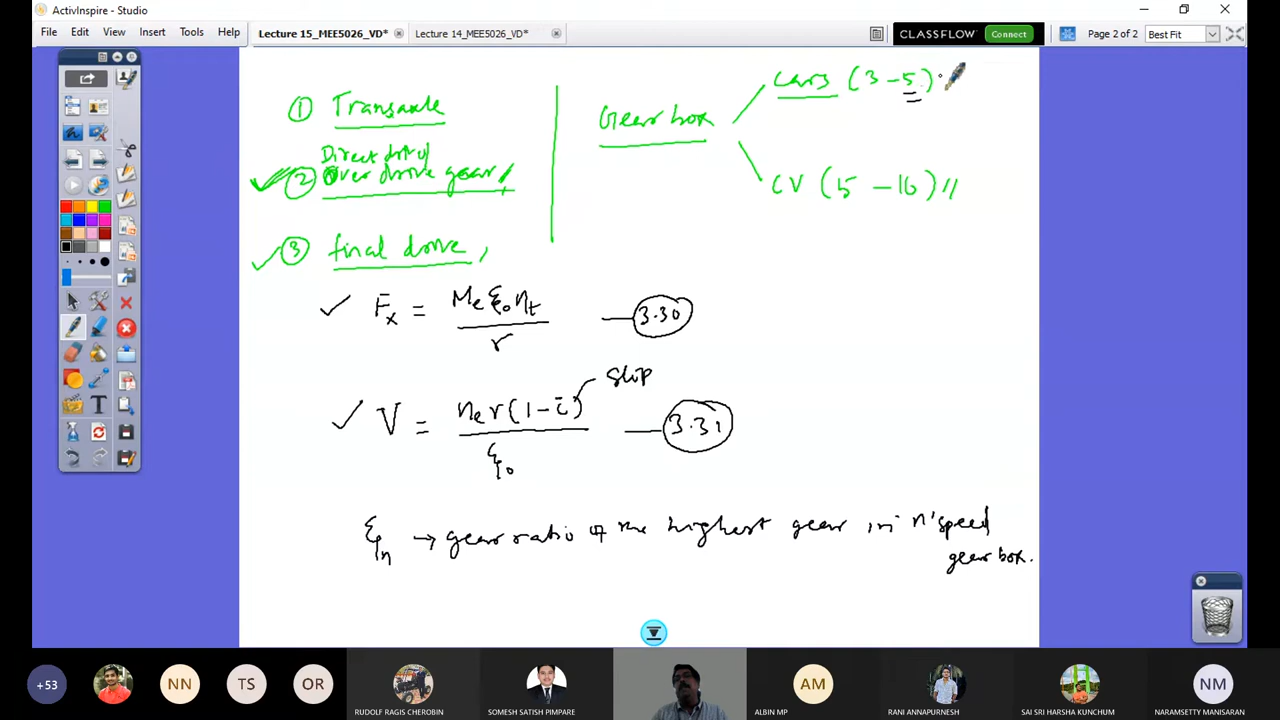 ActivInspire - Studio
File Edit View Insert Tools Help
Lecture 15_MEE5026_VD*
Lecture 14_MEE5026_VD*
CLASSFLOW Connect
Page 2 of 2
Best Fit
① Transaxle
Direct drive/
② Over drive gear,
③ final drive,
Gear box
Cars (3-5)
CV (5-16)
Fx = Me ξo ηt / r — 3.30
slip
V = ne r (1 - i) / ξo — 3.31
ξn → gear ratio of the highest gear in n'speed
gear box.
+53
NN
TS
OR
RUDOLF RAGIS CHEROBIN
SOMESH SATISH PIMPARE
AM
ALBIN MP
RANI ANNAPURNESH
SAI SRI HARSHA KUNCHUM
NM
NARAMSETTY MANISARAN